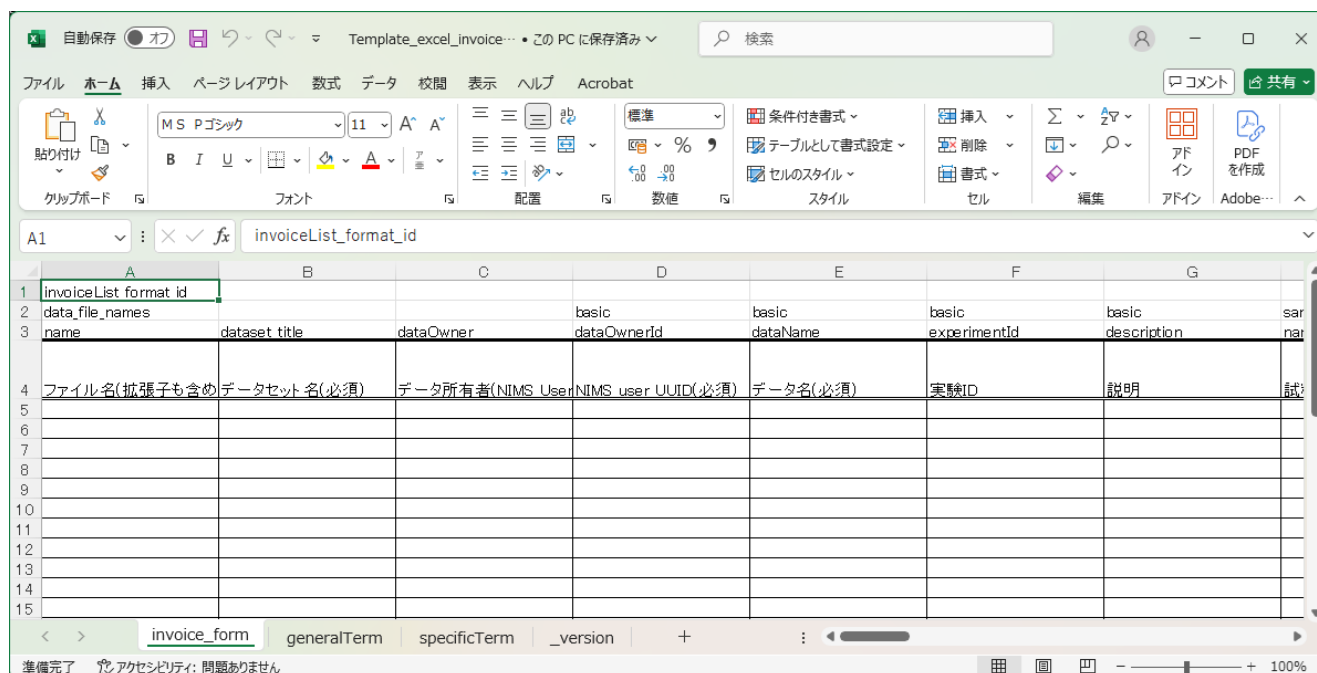 自動保存 オフ Template_excel_invoice… • この PC に保存済み 検索
ファイル ホーム 挿入 ページ レイアウト 数式 データ 校閲 表示 ヘルプ Acrobat コメント 共有
貼り付け
クリップボード
MS Pゴシック 11 A^ A˅
B I U A ア亜
フォント
ab
配置
標準
% 9
数値
条件付き書式
テーブルとして書式設定
セルのスタイル
スタイル
挿入
削除
書式
セル
編集
アドイン
アドイン
PDF を作成
Adobe…
A1 fx invoiceList_format_id
A B C D E F G
1 invoiceList format id
2 data_file_names basic basic basic basic sar
3 name dataset title dataOwner dataOwnerId dataName experimentId description nar
4 ファイル名(拡張子も含め データセット名(必須) データ所有者(NIMS User NIMS user UUID(必須) データ名(必須) 実験ID 説明
5
6
7
8
9
10
11
12
13
14
15
invoice_form generalTerm specificTerm _version +
準備完了 アクセシビリティ: 問題ありません 100%